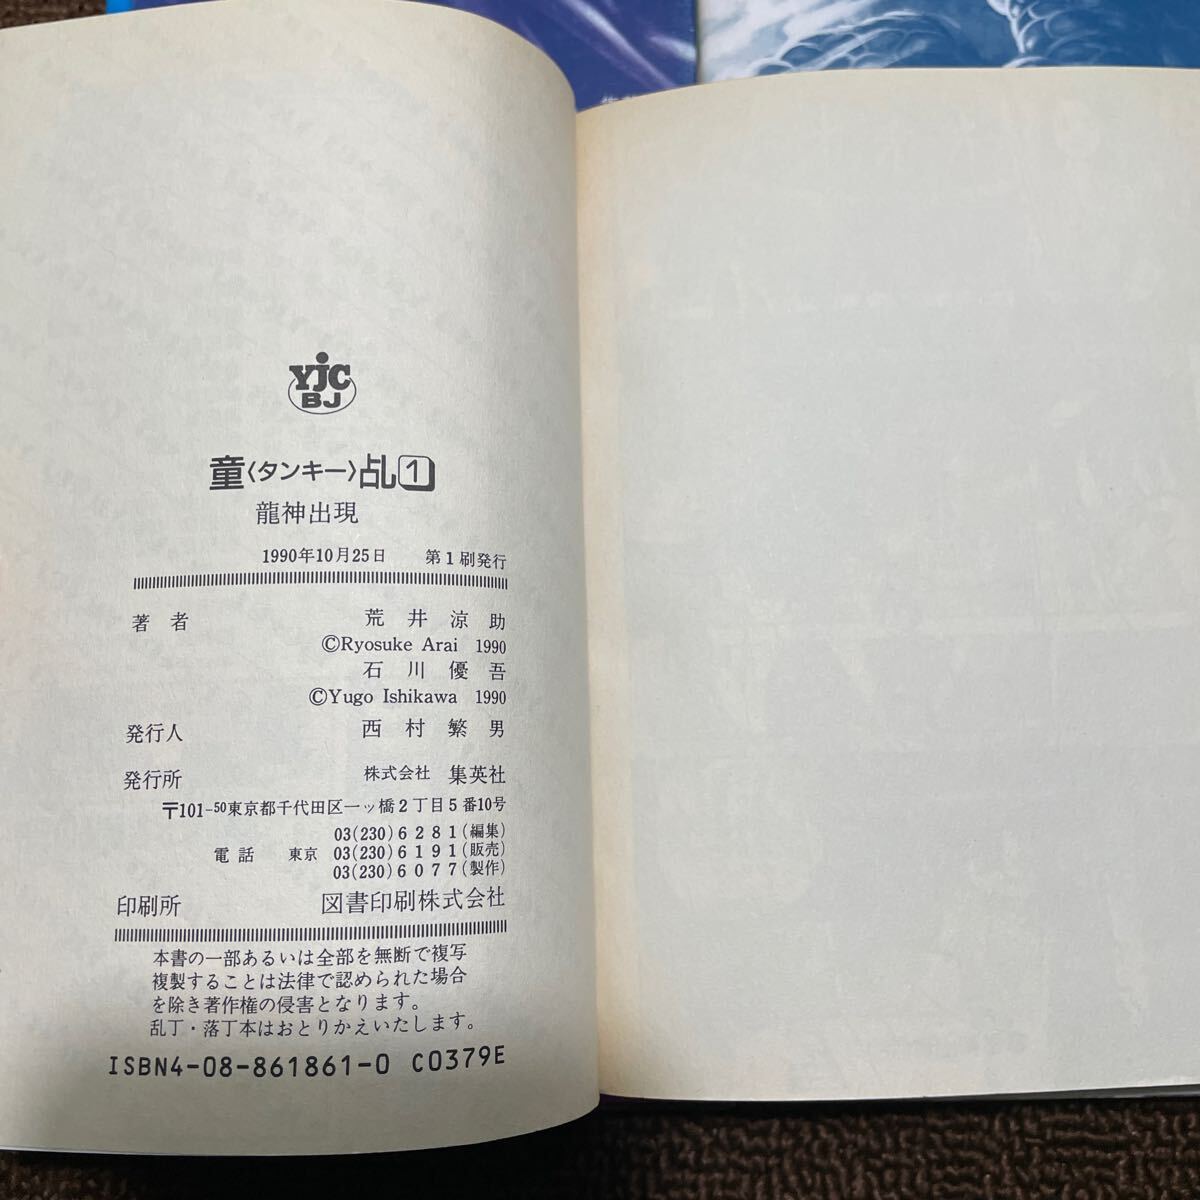 YJC
BJ
童〈タンキー〉乩1
龍神出現
1990年10月25日 第1刷発行
著者 荒井涼助
©Ryosuke Arai 1990
石川優吾
©Yugo Ishikawa 1990
発行人 西村繁男
発行所 株式会社 集英社
〒101-50東京都千代田区一ッ橋2丁目5番10号
03(230)6281(編集)
電話 東京 03(230)6191(販売)
03(230)6077(製作)
印刷所 図書印刷株式会社
本書の一部あるいは全部を無断で複写
複製することは法律で認められた場合
を除き著作権の侵害となります。
乱丁・落丁本はおとりかえいたします。
ISBN4-08-861861-0 C0379E